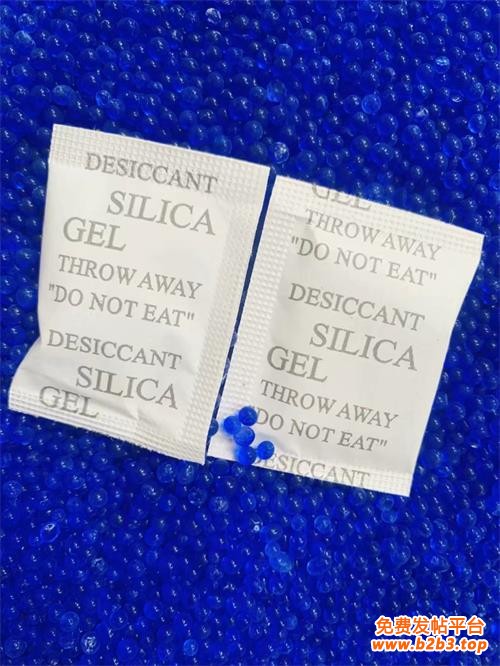 DESICCANT
SILICA
GEL
THROW AWAY
"DO NOT EAT"
DESICCANT
SILICA
GEL
GEL
THROW AWAY
"DO NOT EAT"
DESICCANT
SILICA
GEL
THROW AWAY
"DO NOT EAT"
DESICCANT
免费发帖平台
www.b2b3.top